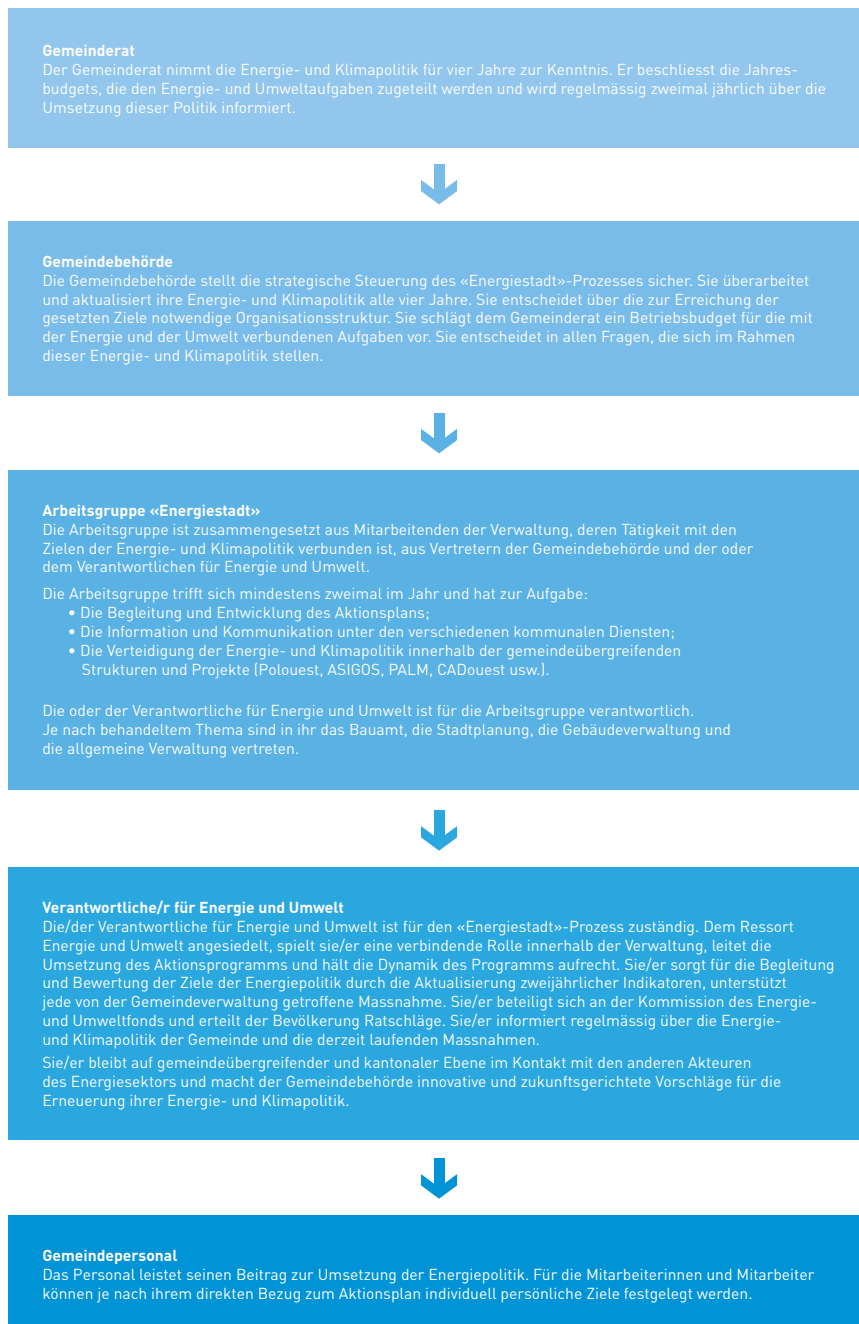 Gemeinderat
Der Gemeinderat nimmt die Energie- und Klimapolitik für vier Jahre zur Kenntnis. Er beschliesst die Jahres-
budgets, die den Energie- und Umweltaufgaben zugeteilt werden und wird regelmässig zweimal jährlich über die
Umsetzung dieser Politik informiert.
Gemeindebehörde
Die Gemeindebehörde stellt die strategische Steuerung des «Energiestadt»-Prozesses sicher. Sie überarbeitet
und aktualisiert ihre Energie- und Klimapolitik alle vier Jahre. Sie entscheidet über die zur Erreichung der
gesetzten Ziele notwendige Organisationsstruktur. Sie schlägt dem Gemeinderat ein Betriebsbudget für die mit
der Energie und der Umwelt verbundenen Aufgaben vor. Sie entscheidet in allen Fragen, die sich im Rahmen
dieser Energie- und Klimapolitik stellen.
Arbeitsgruppe «Energiestadt»
Die Arbeitsgruppe ist zusammengesetzt aus Mitarbeitenden der Verwaltung, deren Tätigkeit mit den
Zielen der Energie- und Klimapolitik verbunden ist, aus Vertretern der Gemeindebehörde und der oder
dem Verantwortlichen für Energie und Umwelt.
Die Arbeitsgruppe trifft sich mindestens zweimal im Jahr und hat zur Aufgabe:
• Die Begleitung und Entwicklung des Aktionsplans;
• Die Information und Kommunikation unter den verschiedenen kommunalen Diensten;
• Die Verteidigung der Energie- und Klimapolitik innerhalb der gemeindeübergreifenden
Strukturen und Projekte (Polouest, ASIGOS, PALM, CADouest usw.).
Die oder der Verantwortliche für Energie und Umwelt ist für die Arbeitsgruppe verantwortlich.
Je nach behandeltem Thema sind in ihr das Bauamt, die Stadtplanung, die Gebäudeverwaltung und
die allgemeine Verwaltung vertreten.
Verantwortliche/r für Energie und Umwelt
Die/der Verantwortliche für Energie und Umwelt ist für den «Energiestadt»-Prozess zuständig. Dem Ressort
Energie und Umwelt angesiedelt, spielt sie/er eine verbindende Rolle innerhalb der Verwaltung, leitet die
Umsetzung des Aktionsprogramms und hält die Dynamik des Programms aufrecht. Sie/er sorgt für die Begleitung
und Bewertung der Ziele der Energiepolitik durch die Aktualisierung zweijährlicher Indikatoren, unterstützt
jede von der Gemeindeverwaltung getroffene Massnahme. Sie/er beteiligt sich an der Kommission des Energie-
und Umweltfonds und erteilt der Bevölkerung Ratschläge. Sie/er informiert regelmässig über die Energie-
und Klimapolitik der Gemeinde und die derzeit laufenden Massnahmen.
Sie/er bleibt auf gemeindeübergreifender und kantonaler Ebene im Kontakt mit den anderen Akteuren
des Energiesektors und macht der Gemeindebehörde innovative und zukunftsgerichtete Vorschläge für die
Erneuerung ihrer Energie- und Klimapolitik.
Gemeindepersonal
Das Personal leistet seinen Beitrag zur Umsetzung der Energiepolitik. Für die Mitarbeiterinnen und Mitarbeiter
können je nach ihrem direkten Bezug zum Aktionsplan individuell persönliche Ziele festgelegt werden.